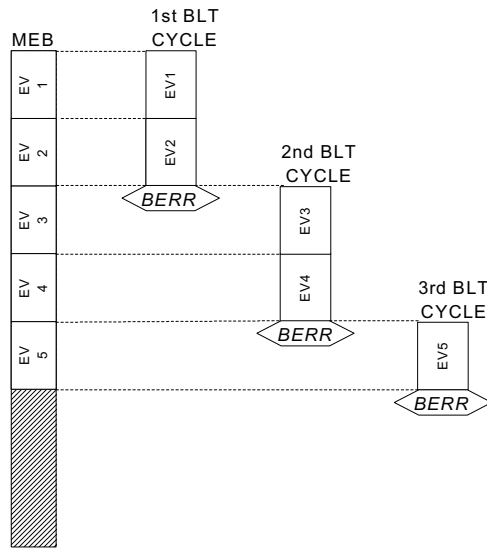 1st BLT
CYCLE
MEB
EV 1
EV1
EV 2
EV2
2nd BLT
CYCLE
BERR
EV 3
EV3
EV 4
EV4
3rd BLT
CYCLE
BERR
EV 5
EV5
BERR